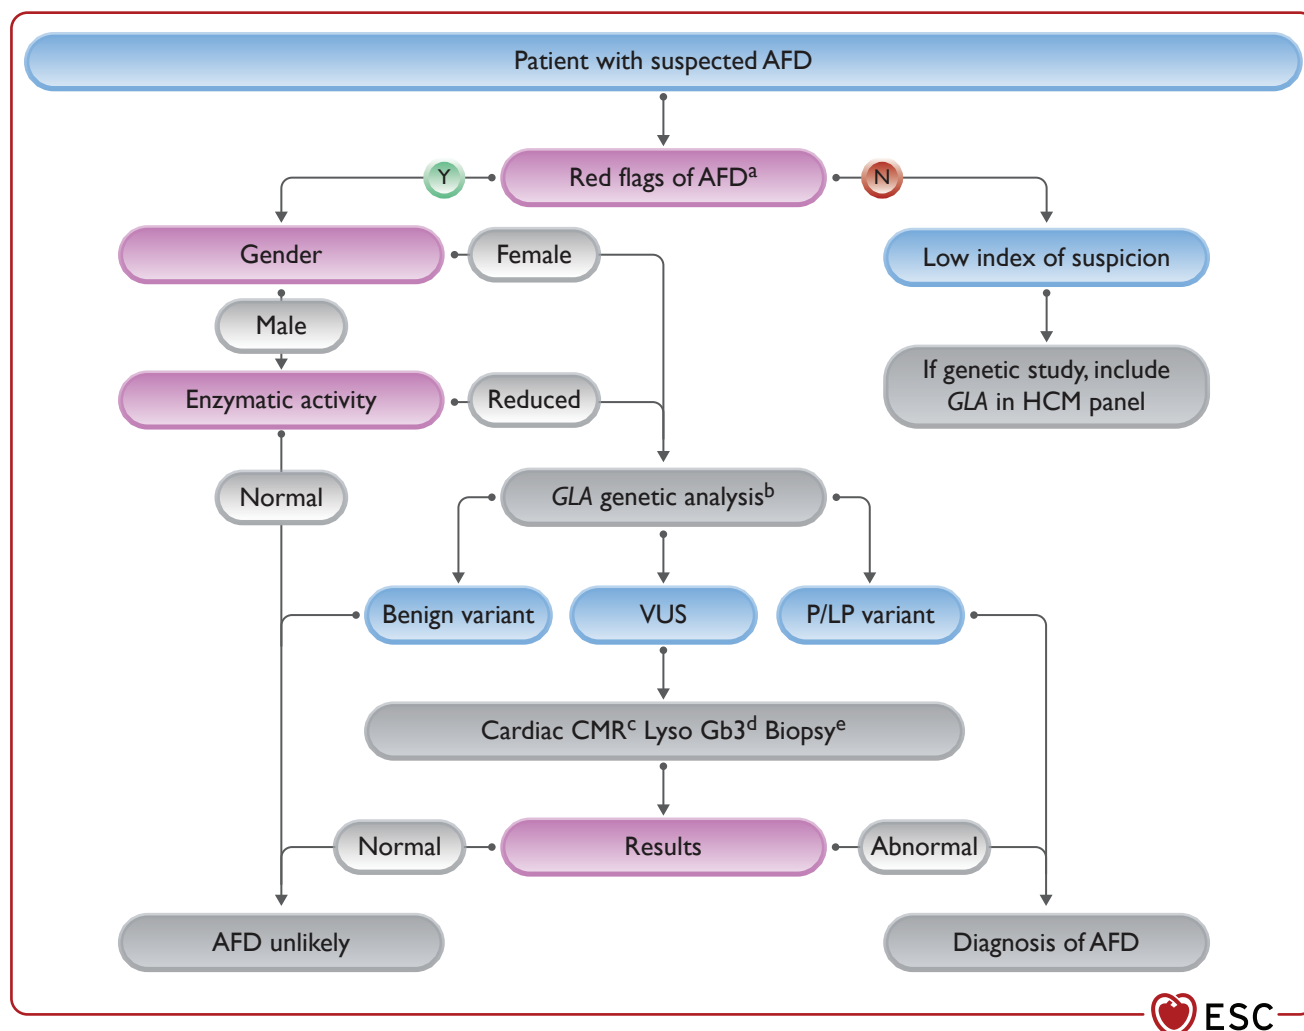 Patient with suspected AFD
Y
Red flags of AFDa
N
Gender
Female
Low index of suspicion
Male
If genetic study, include
GLA in HCM panel
Enzymatic activity
Reduced
Normal
GLA genetic analysisb
Benign variant
VUS
P/LP variant
Cardiac CMRc Lyso Gb3d Biopsye
Normal
Results
Abnormal
AFD unlikely
Diagnosis of AFD
ESC